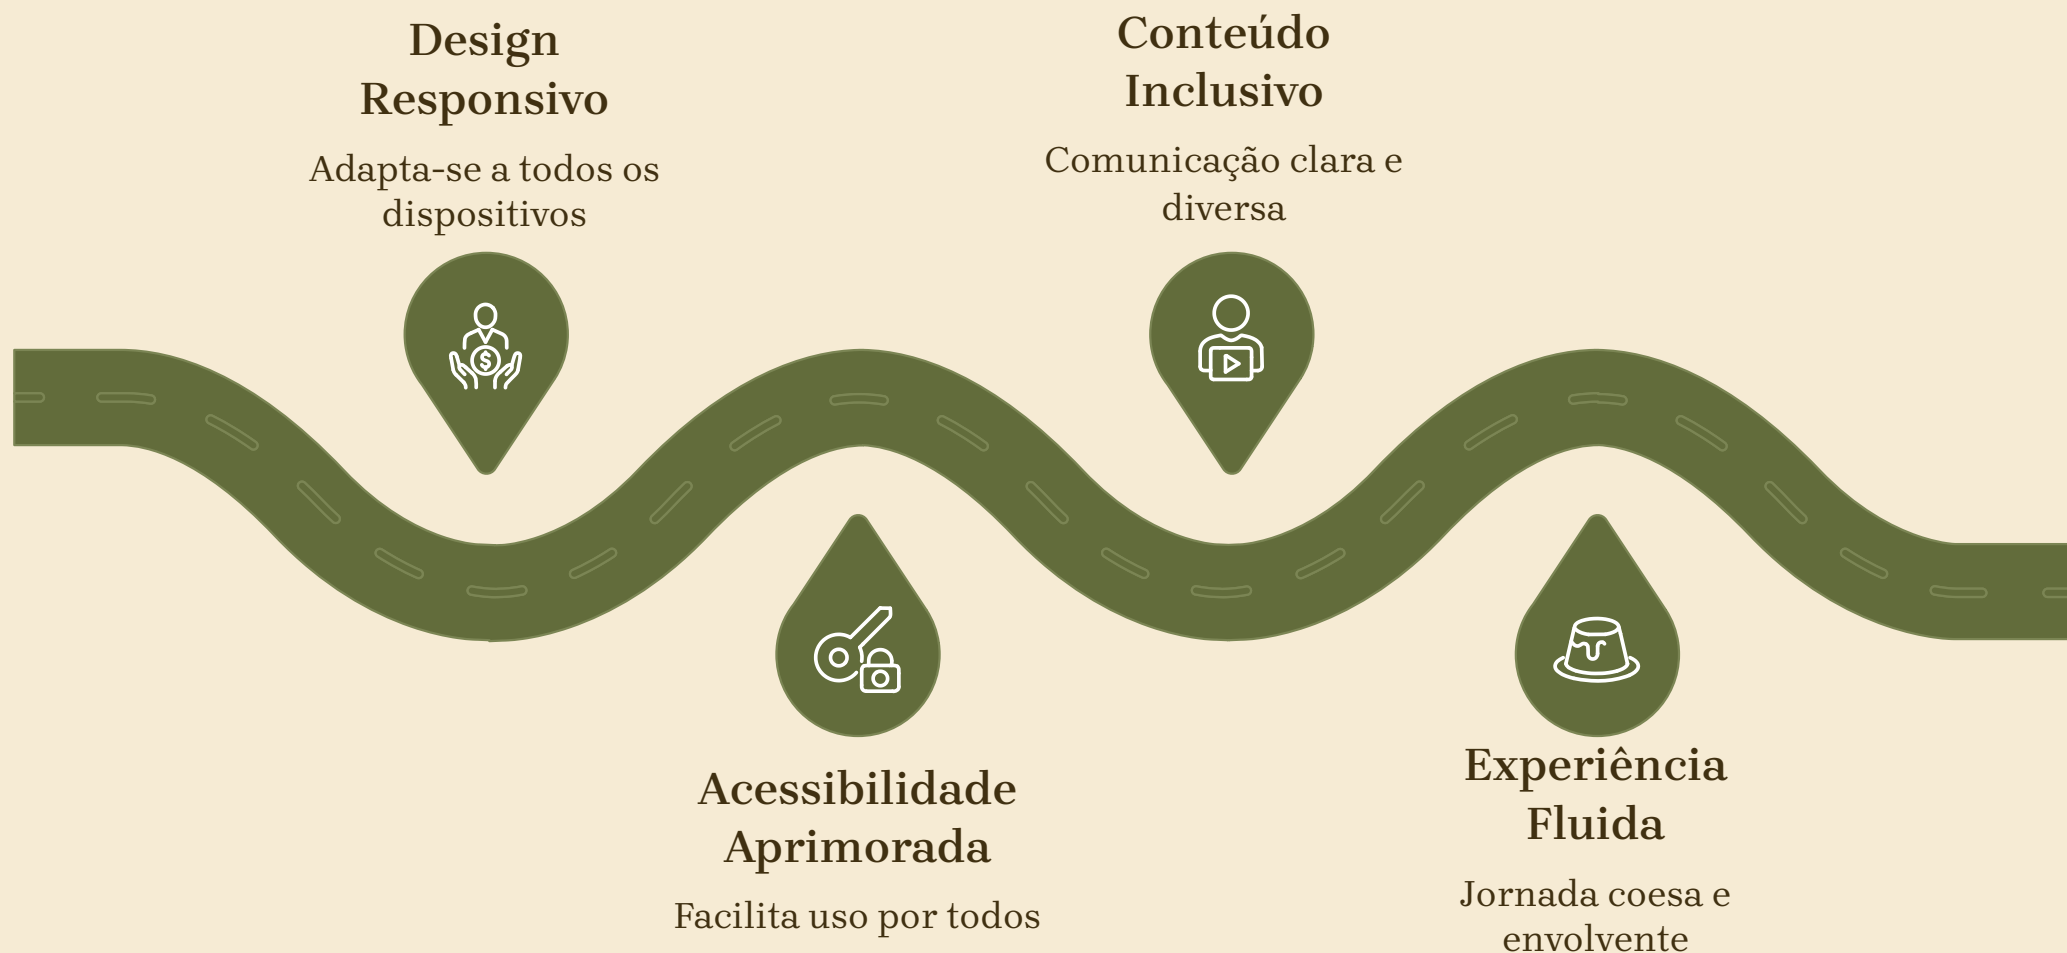 Design
Responsivo
Adapta-se a todos os
dispositivos
Conteúdo
Inclusivo
Comunicação clara e
diversa
$
Acessibilidade
Aprimorada
Facilita uso por todos
Experiência
Fluida
Jornada coesa e
envolvente